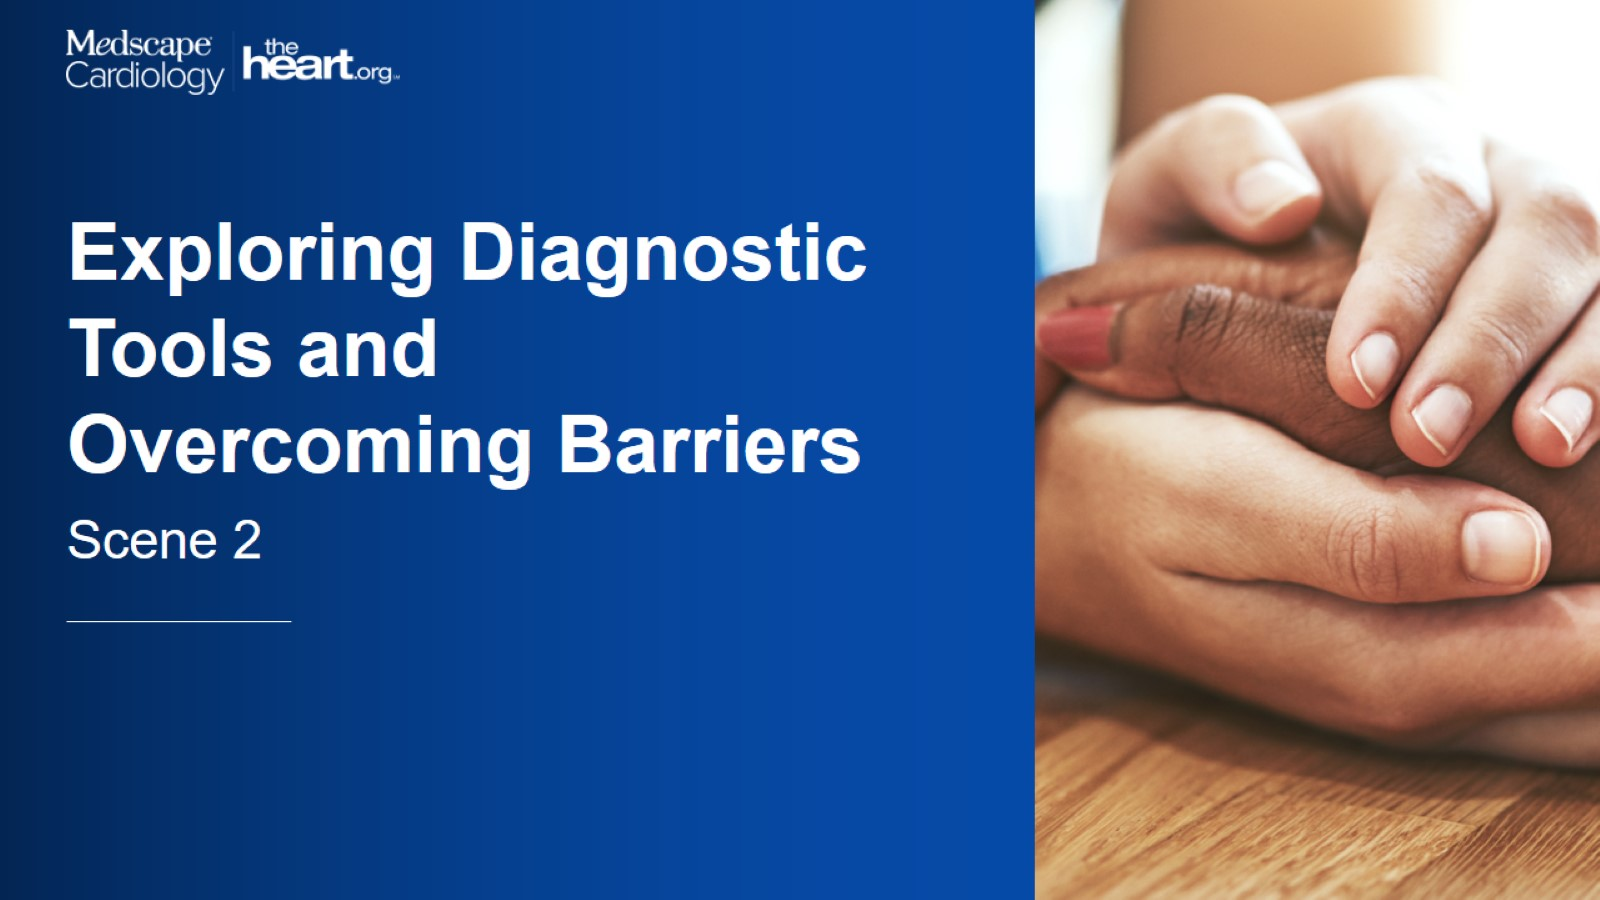 Medscape
Cardiology
the
heart.org
Exploring Diagnostic
Tools and
Overcoming Barriers
Scene 2